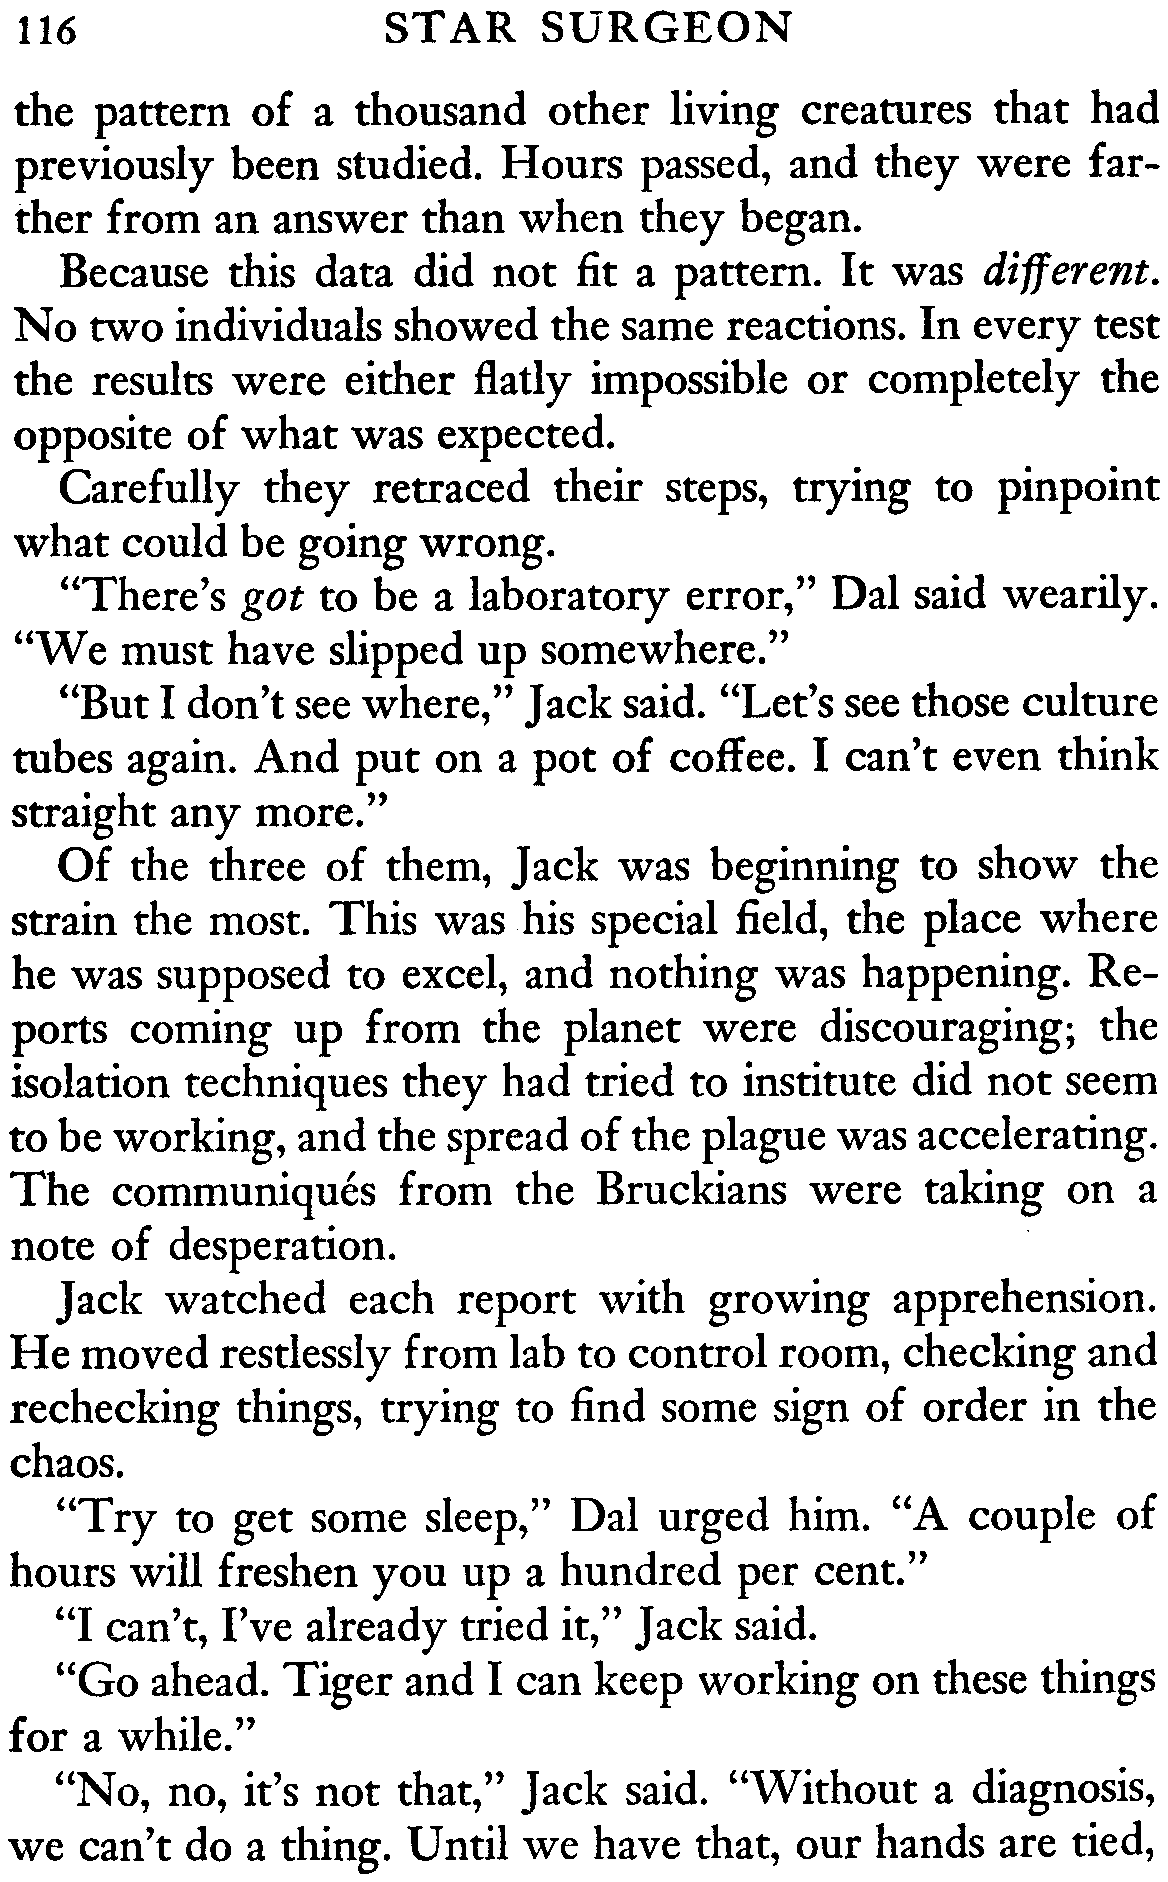 116 STAR SURGEON
the pattern of a thousand other living creatures that had
previously been studied. Hours passed, and they were far-
ther from an answer than when they began.
Because this data did not fit a pattern. It was different.
No two individuals showed the same reactions. In every test
the results were either flatly impossible or completely the
opposite of what was expected.
Carefully they retraced their steps, trying to pinpoint
what could be going wrong.
“There’s got to be a laboratory error,” Dal said wearily.
“We must have slipped up somewhere.”
“But I don’t see where,” Jack said. “Let’s see those culture
tubes again. And put on a pot of coffee. I can’t even think
straight any more.”
Of the three of them, Jack was beginning to show the
strain the most. This was his special field, the place where
he was supposed to excel, and nothing was happening. Re-
ports coming up from the planet were discouraging; the
isolation techniques they had tried to institute did not seem
to be working, and the spread of the plague was accelerating.
The communiqués from the Bruckians were taking on a
note of desperation.
Jack watched each report with growing apprehension.
He moved restlessly from lab to control room, checking and
rechecking things, trying to find some sign of order in the
chaos.
“Try to get some sleep,” Dal urged him. “A couple of
hours will freshen you up a hundred per cent.”
“I can’t, I’ve already tried it,” Jack said.
“Go ahead. Tiger and I can keep working on these things
for a while.”
“No, no, it’s not that,” Jack said. “Without a diagnosis,
we can’t do a thing. Until we have that, our hands are tied,